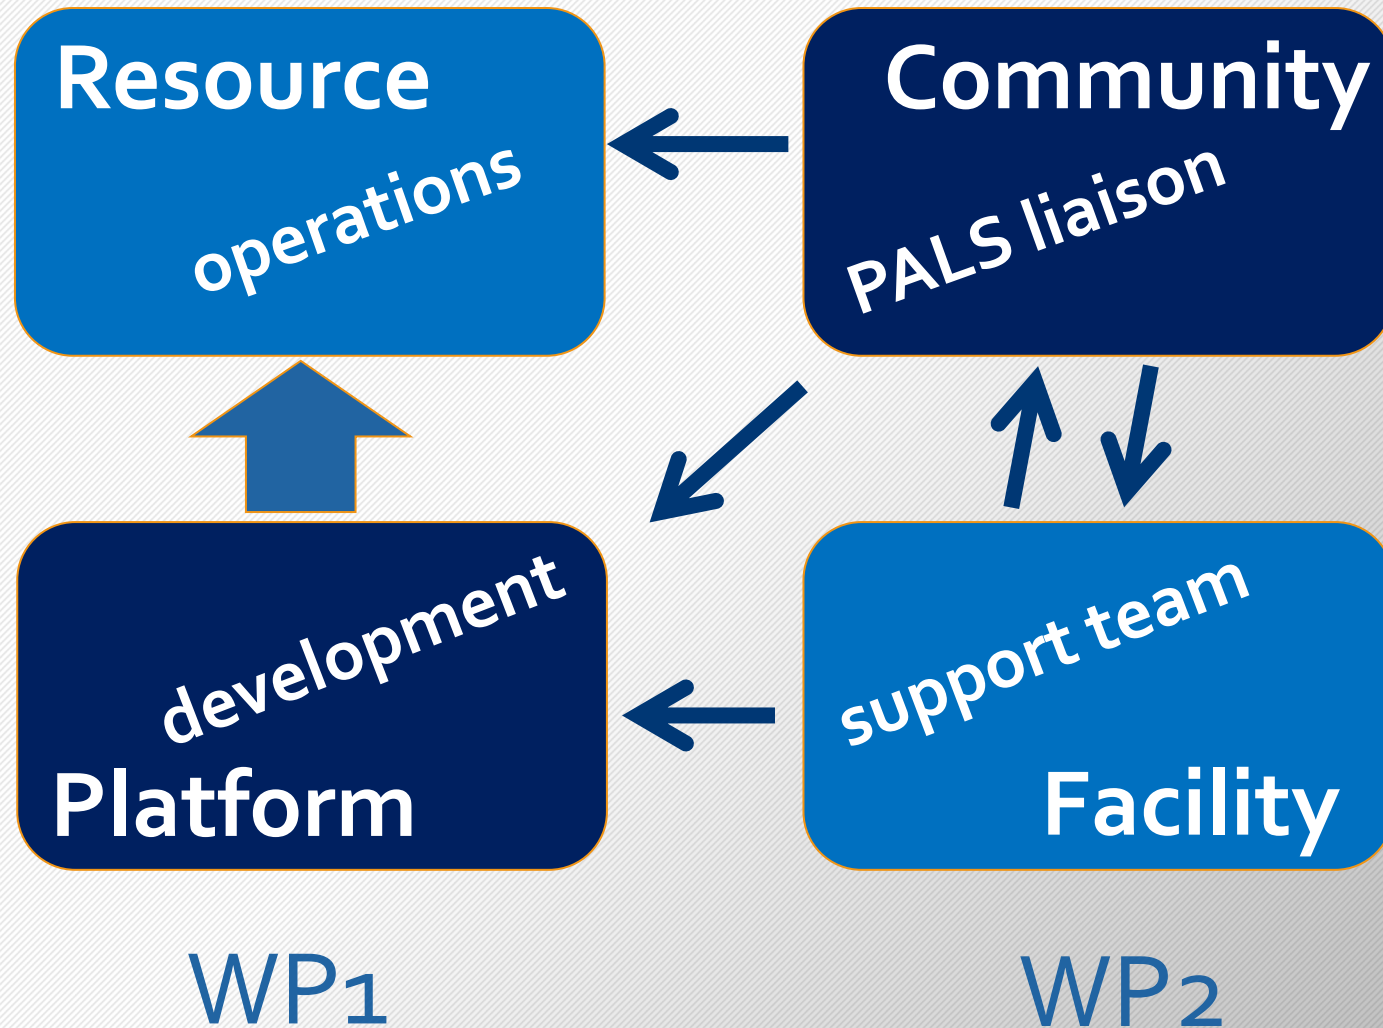 Resource
operations
Community
PALS liaison
development
Platform
support team
Facility
WP1
WP2